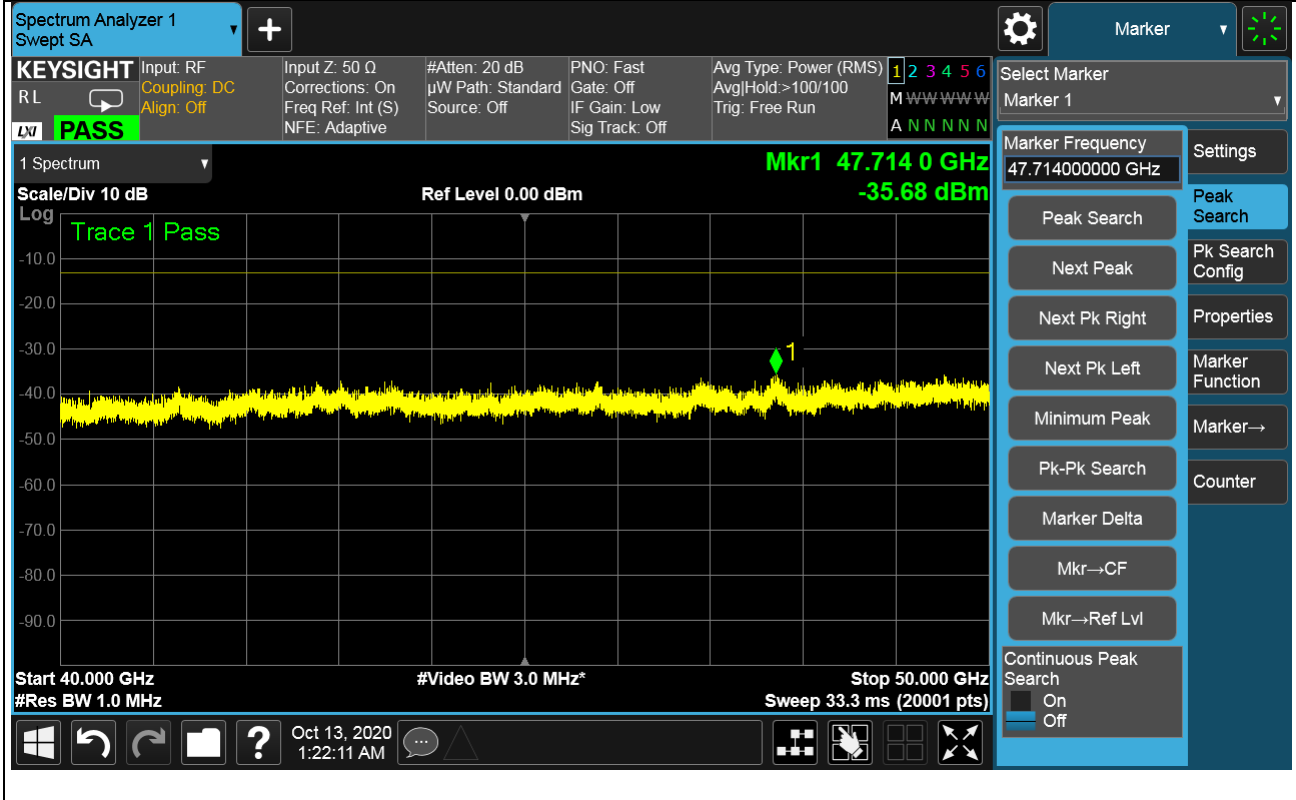 Spectrum Analyzer 1
Swept SA
Marker
KEYSIGHT
R L
LXI PASS
Input: RF
Coupling: DC
Align: Off
Input Z: 50 Ω
Corrections: On
Freq Ref: Int (S)
NFE: Adaptive
#Atten: 20 dB
µW Path: Standard
Source: Off
PNO: Fast
Gate: Off
IF Gain: Low
Sig Track: Off
Avg Type: Power (RMS)
Avg|Hold:>100/100
Trig: Free Run
1 2 3 4 5 6
M W W W W W
A N N N N N
Select Marker
Marker 1
1 Spectrum
Mkr1 47.714 0 GHz
Scale/Div 10 dB
Ref Level 0.00 dBm
-35.68 dBm
Log
Trace 1 Pass
-10.0
-20.0
-30.0
1
-40.0
-50.0
-60.0
-70.0
-80.0
-90.0
Start 40.000 GHz
#Video BW 3.0 MHz*
Stop 50.000 GHz
#Res BW 1.0 MHz
Sweep 33.3 ms (20001 pts)
Marker Frequency
47.714000000 GHz
Peak Search
Next Peak
Next Pk Right
Next Pk Left
Minimum Peak
Pk-Pk Search
Marker Delta
Mkr→CF
Mkr→Ref Lvl
Continuous Peak
Search
On
Off
Settings
Peak
Search
Pk Search
Config
Properties
Marker
Function
Marker→
Counter
?
Oct 13, 2020
1:22:11 AM